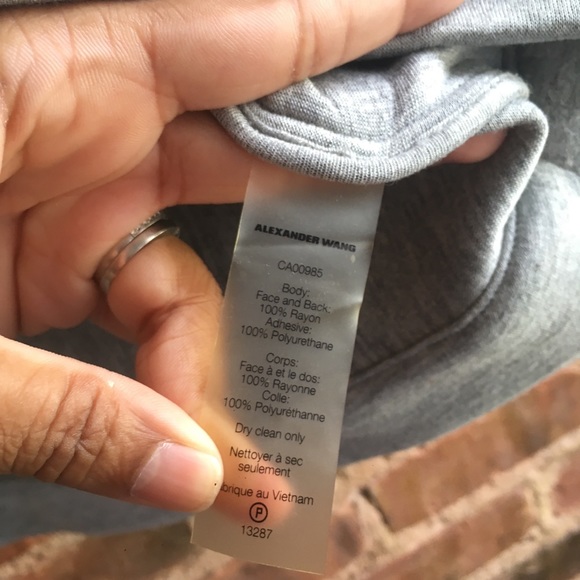 ALEXANDER WANG
CA00985
Body:
Face and Back:
100% Rayon
Adhesive:
100% Polyurethane
Corps:
Face à et le dos:
100% Rayonne
Colle:
100% Polyuréthanne
Dry clean only
Nettoyer à sec
seulement
brique au Vietnam
P
13287